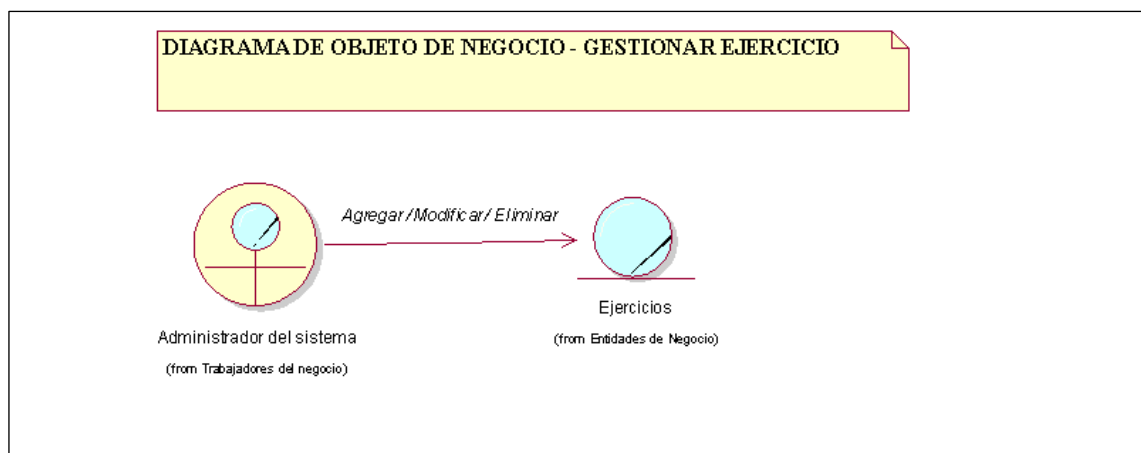 DIAGRAMA DE OBJETO DE NEGOCIO - GESTIONAR EJERCICIO
Agregar/Modificar/ Eliminar
Ejercicios
Administrador del sistema
(from Entidades de Negocio)
(from Trabajadores del negocio)